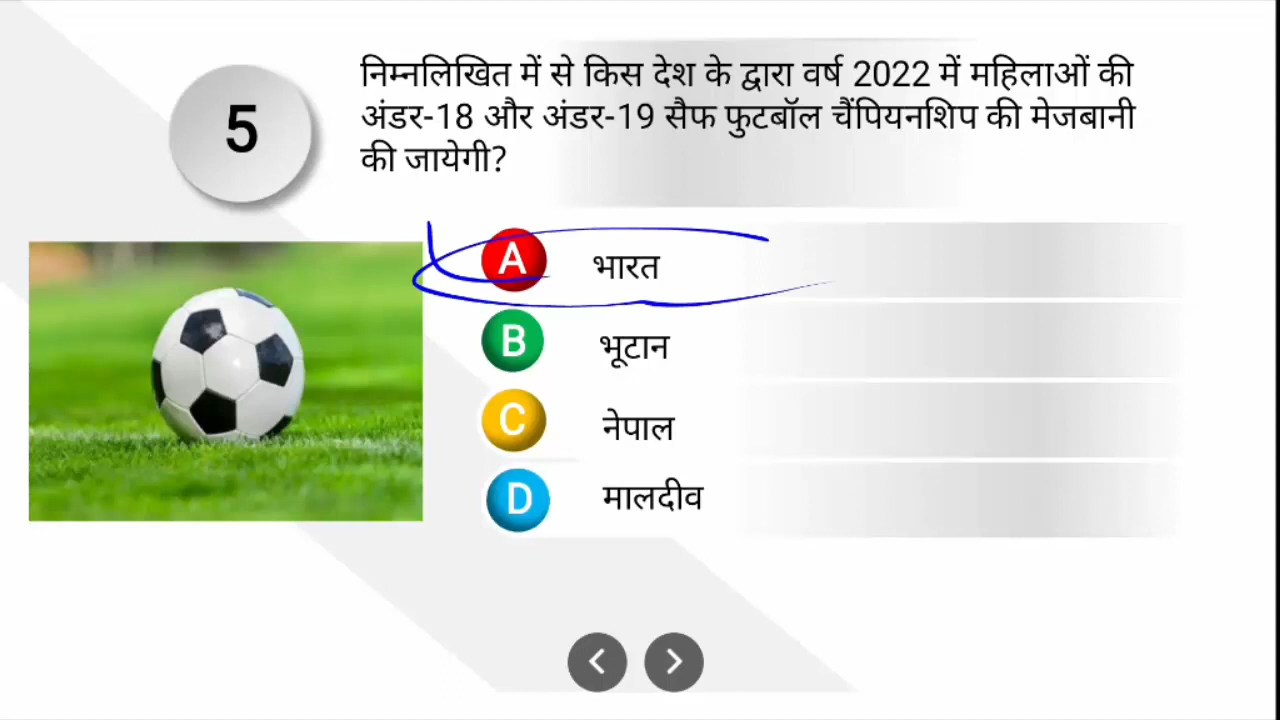 5
निम्नलिखित में से किस देश के द्वारा वर्ष 2022 में महिलाओं की
अंडर-18 और अंडर-19 सैफ फुटबॉल चैंपियनशिप की मेजबानी
की जायेगी?
A भारत
B भूटान
C नेपाल
D मालदीव